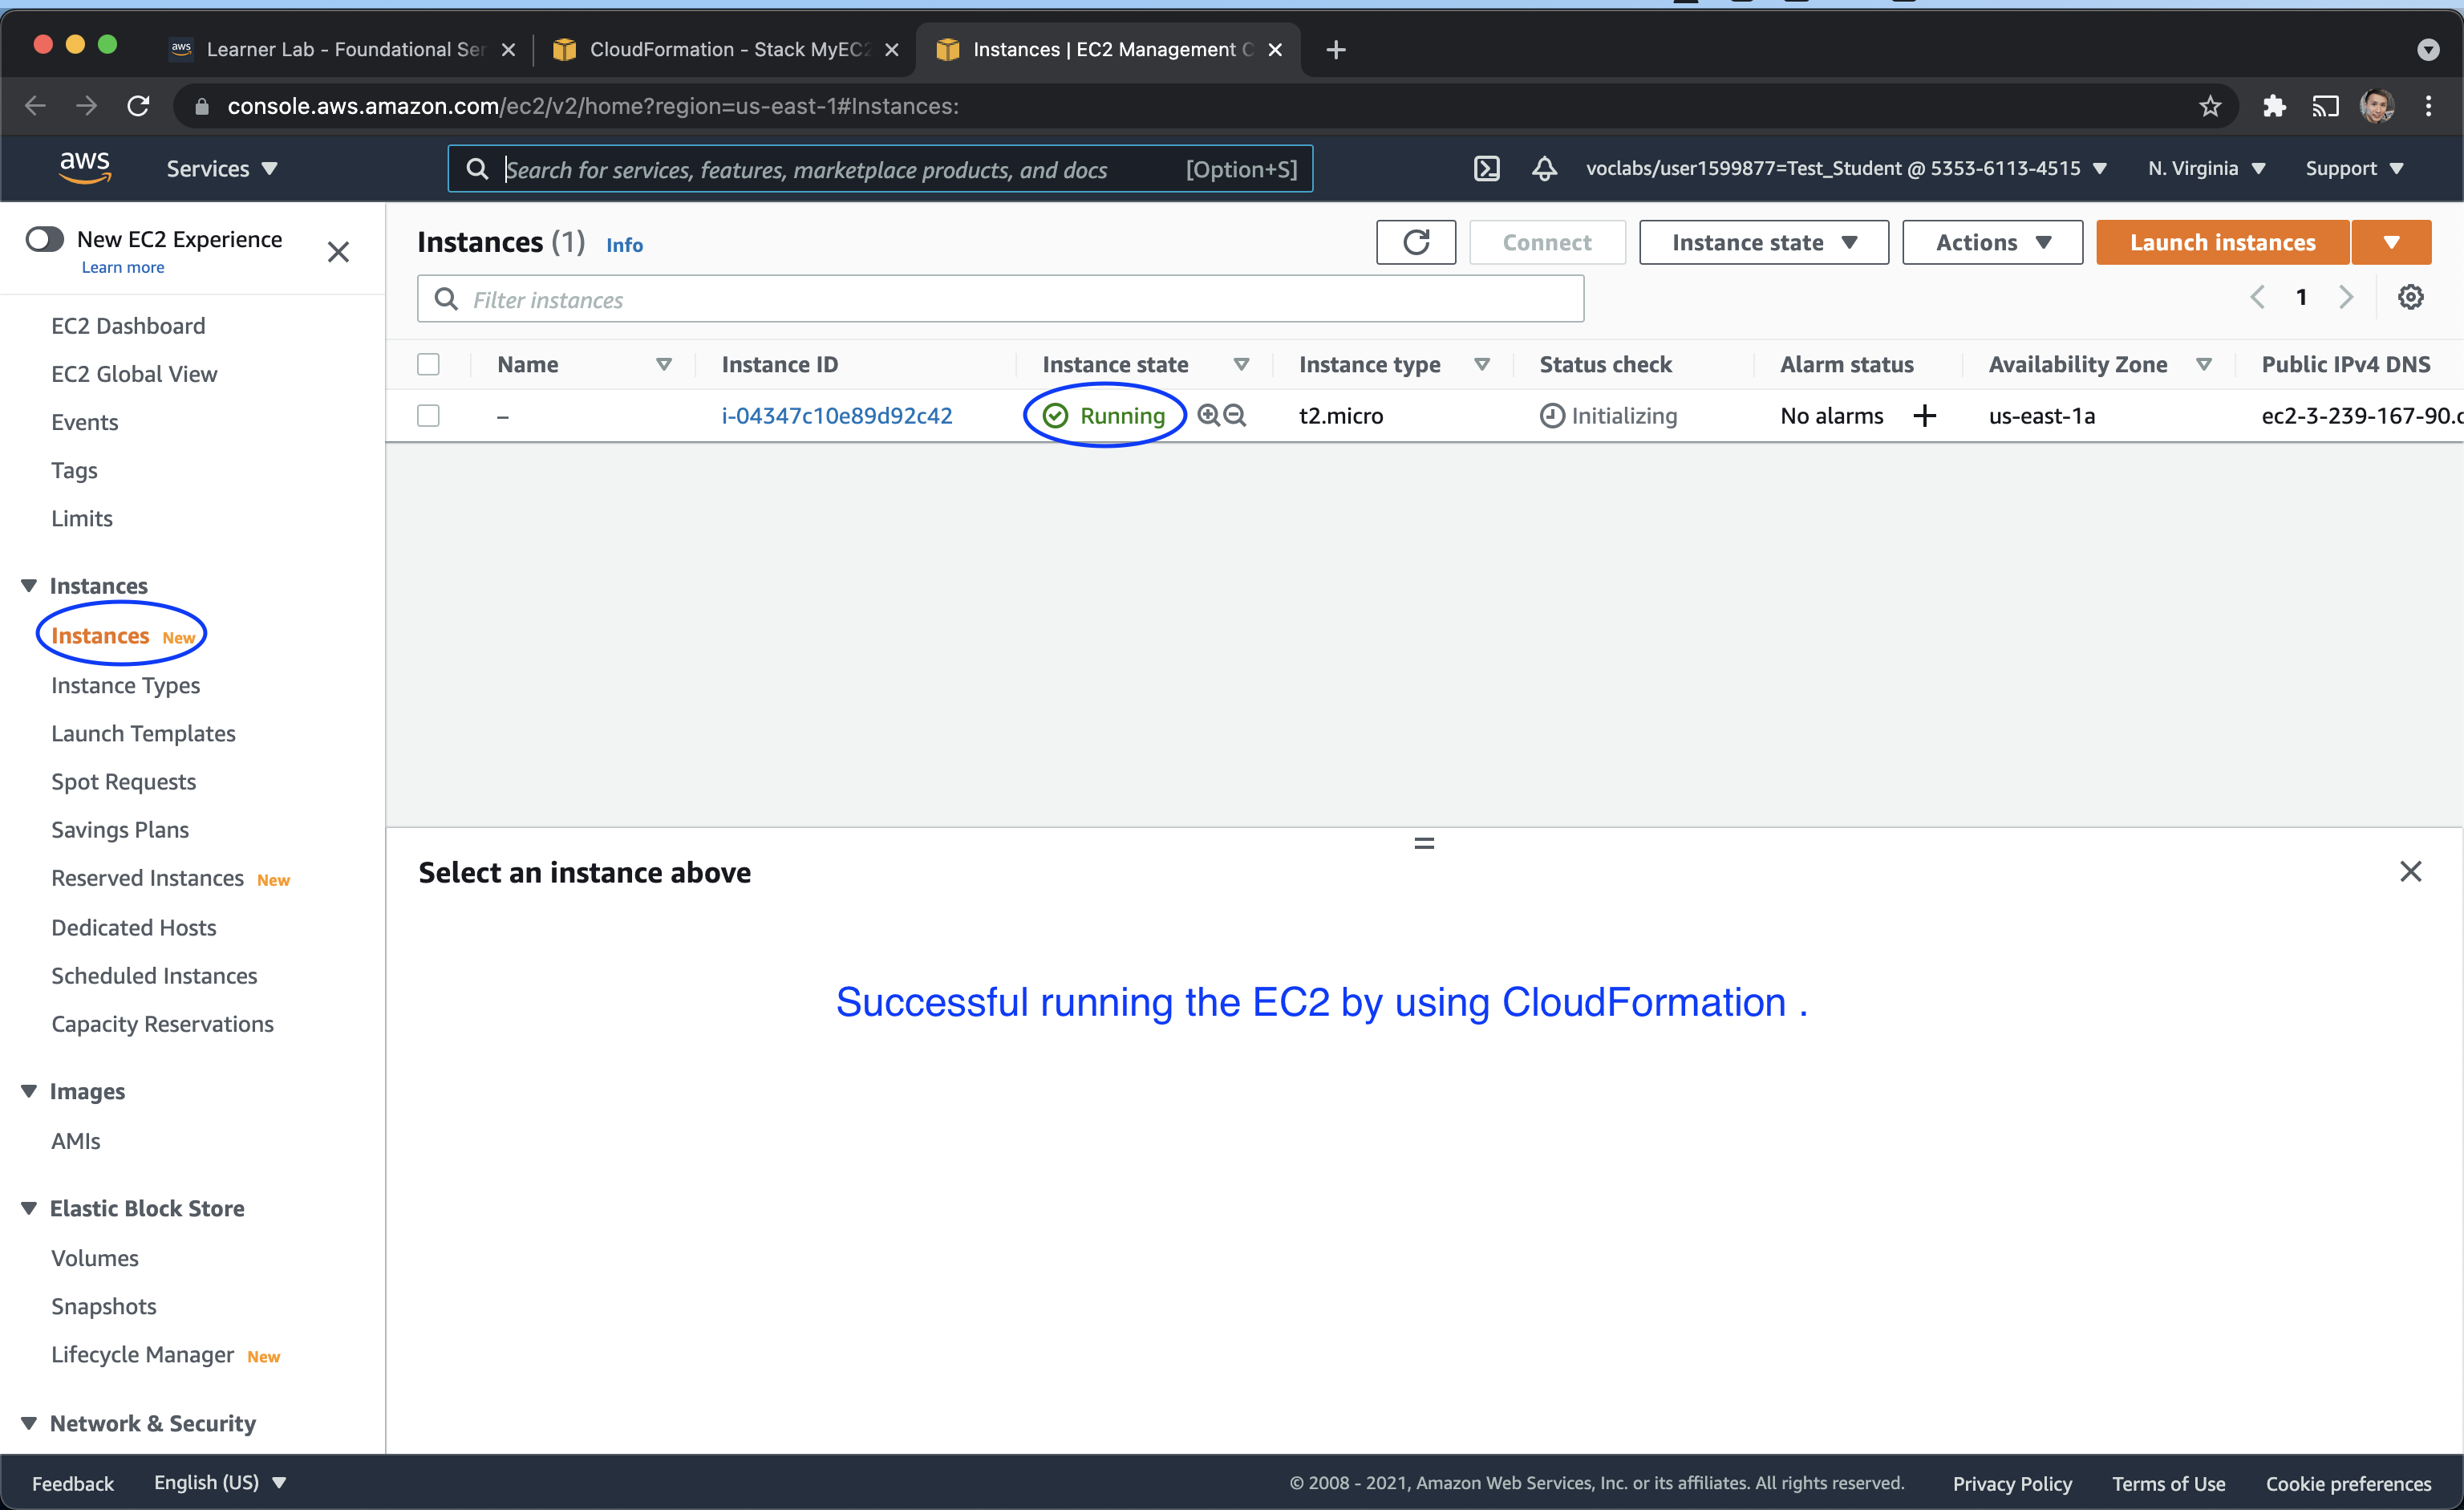 aws Learner Lab - Foundational Ser
CloudFormation - Stack MyEC2
Instances | EC2 Management C
console.aws.amazon.com/ec2/v2/home?region=us-east-1#Instances:
aws
Services
Search for services, features, marketplace products, and docs
[Option+S]
voclabs/user1599877=Test_Student @ 5353-6113-4515
N. Virginia
Support
New EC2 Experience
Learn more
EC2 Dashboard
EC2 Global View
Events
Tags
Limits
Instances
Instances New
Instance Types
Launch Templates
Spot Requests
Savings Plans
Reserved Instances New
Dedicated Hosts
Scheduled Instances
Capacity Reservations
Images
AMIs
Elastic Block Store
Volumes
Snapshots
Lifecycle Manager New
Network & Security
Instances (1) Info
Connect
Instance state
Actions
Launch instances
Filter instances
1
Name Instance ID Instance state Instance type Status check Alarm status Availability Zone Public IPv4 DNS
– i-04347c10e89d92c42 Running t2.micro Initializing No alarms + us-east-1a ec2-3-239-167-90.c
Select an instance above
Successful running the EC2 by using CloudFormation .
Feedback
English (US)
© 2008 - 2021, Amazon Web Services, Inc. or its affiliates. All rights reserved.
Privacy Policy
Terms of Use
Cookie preferences